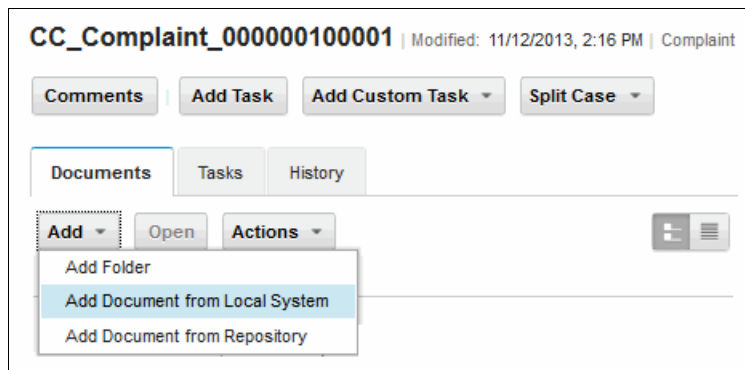 CC_Complaint_000000100001 | Modified: 11/12/2013, 2:16 PM | Complaint
Comments | Add Task Add Custom Task Split Case
Documents Tasks History
Add Open Actions
Add Folder
Add Document from Local System
Add Document from Repository